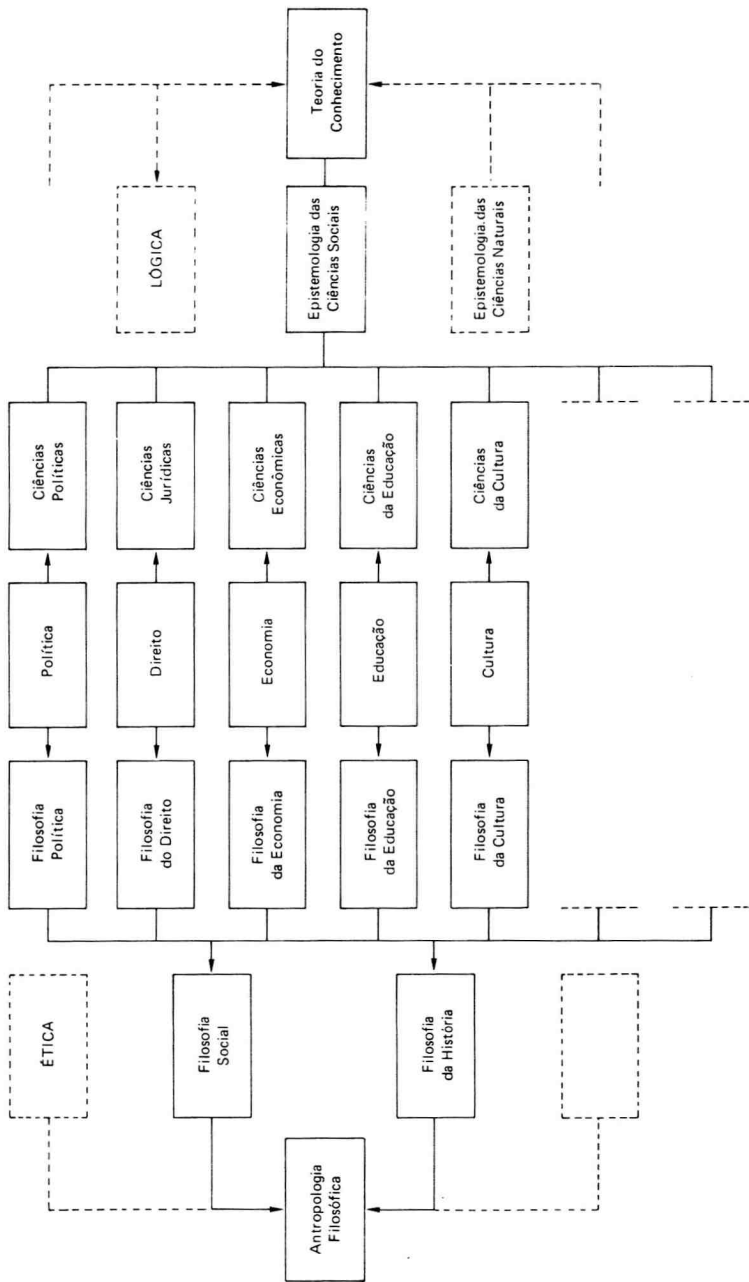 ÉTICA
Filosofia
Política
Política
Ciências
Políticas
Filosofia
do Direito
Direito
Ciências
Jurídicas
LÓGICA
Filosofia
Social
Filosofia
da Economia
Economia
Ciências
Econômicas
Antropologia
Filosófica
Epistemologia das
Ciências Sociais
Teoria do
Conhecimento
Filosofia
da Educação
Educação
Ciências
da Educação
Filosofia
da História
Filosofia
da Cultura
Cultura
Ciências
da Cultura
Epistemologia.das
Ciências Naturais